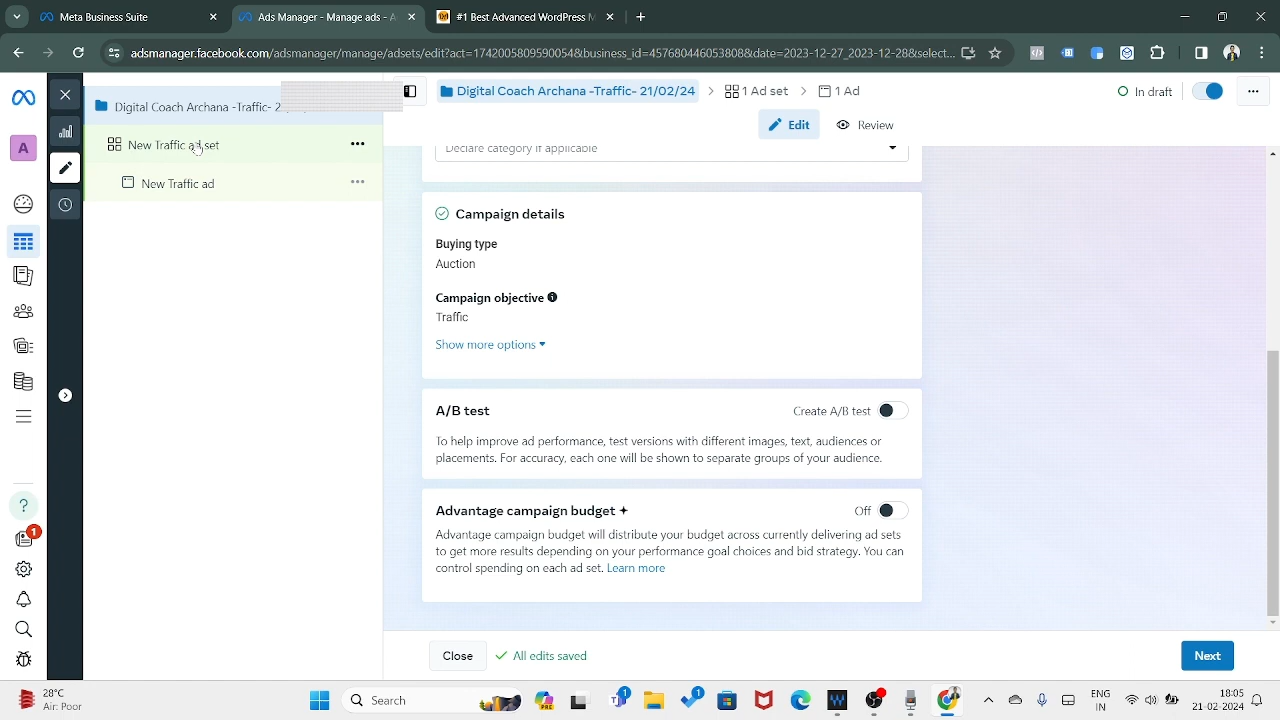 Meta Business Suite
Ads Manager - Manage ads - A
#1 Best Advanced WordPress M
adsmanager.facebook.com/adsmanager/manage/assets/edit?act=1742005809590054&business_id=457680446053808&date=2023-12-27_2023-12-28&select...
Digital Coach Archana -Traffic- 2
Digital Coach Archana -Traffic- 21/02/24
1 Ad set
1 Ad
In draft
Edit
Review
A
New Traffic ad set
New Traffic ad
Declare category if applicable
Campaign details
Buying type
Auction
Campaign objective
Traffic
Show more options
A/B test
Create A/B test
To help improve ad performance, test versions with different images, text, audiences or
placements. For accuracy, each one will be shown to separate groups of your audience.
Advantage campaign budget +
Off
Advantage campaign budget will distribute your budget across currently delivering ad sets
to get more results depending on your performance goal choices and bid strategy. You can
control spending on each ad set. Learn more
1
Close
All edits saved
Next
28°C
Air: Poor
Search
1
1
ENG
IN
18:05
21-02-2024